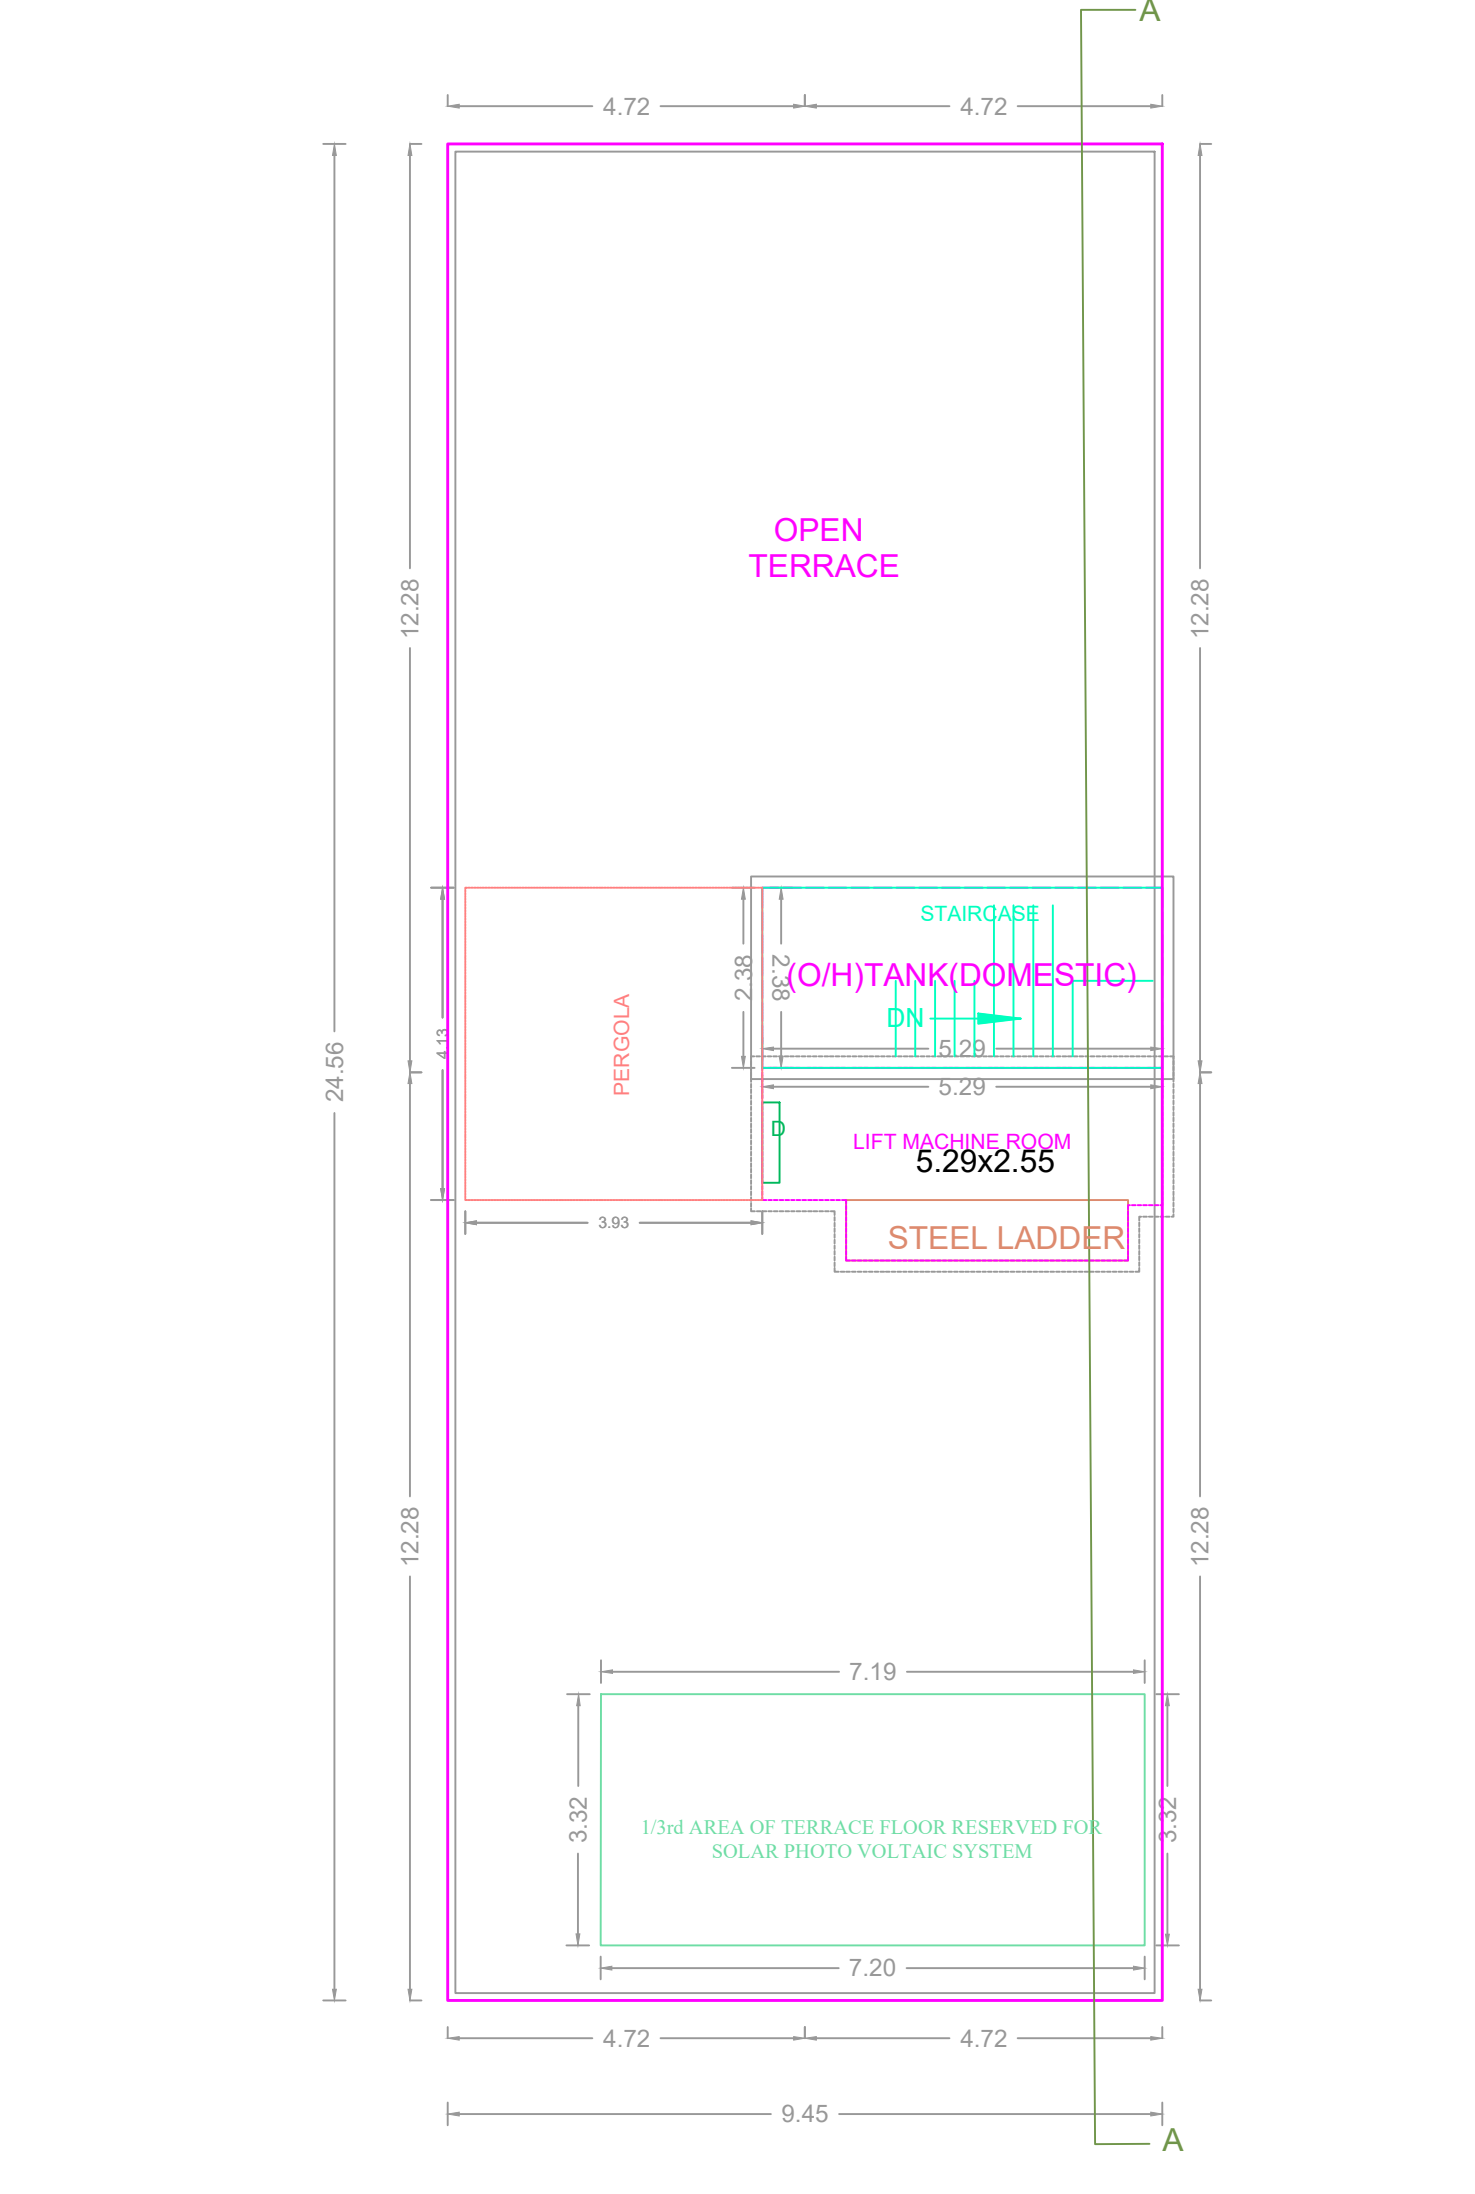 A
4.72
4.72
OPEN
TERRACE
12.28
12.28
STAIRCASE
2.38
2.38
(O/H)TANK(DOMESTIC)
DN
PERGOLA
4.13
24.56
5.29
5.29
D
LIFT MACHINE ROOM
5.29x2.55
3.93
STEEL LADDER
12.28
12.28
7.19
3.32
3.32
1/3rd AREA OF TERRACE FLOOR RESERVED FOR
SOLAR PHOTO VOLTAIC SYSTEM
7.20
4.72
4.72
9.45
A